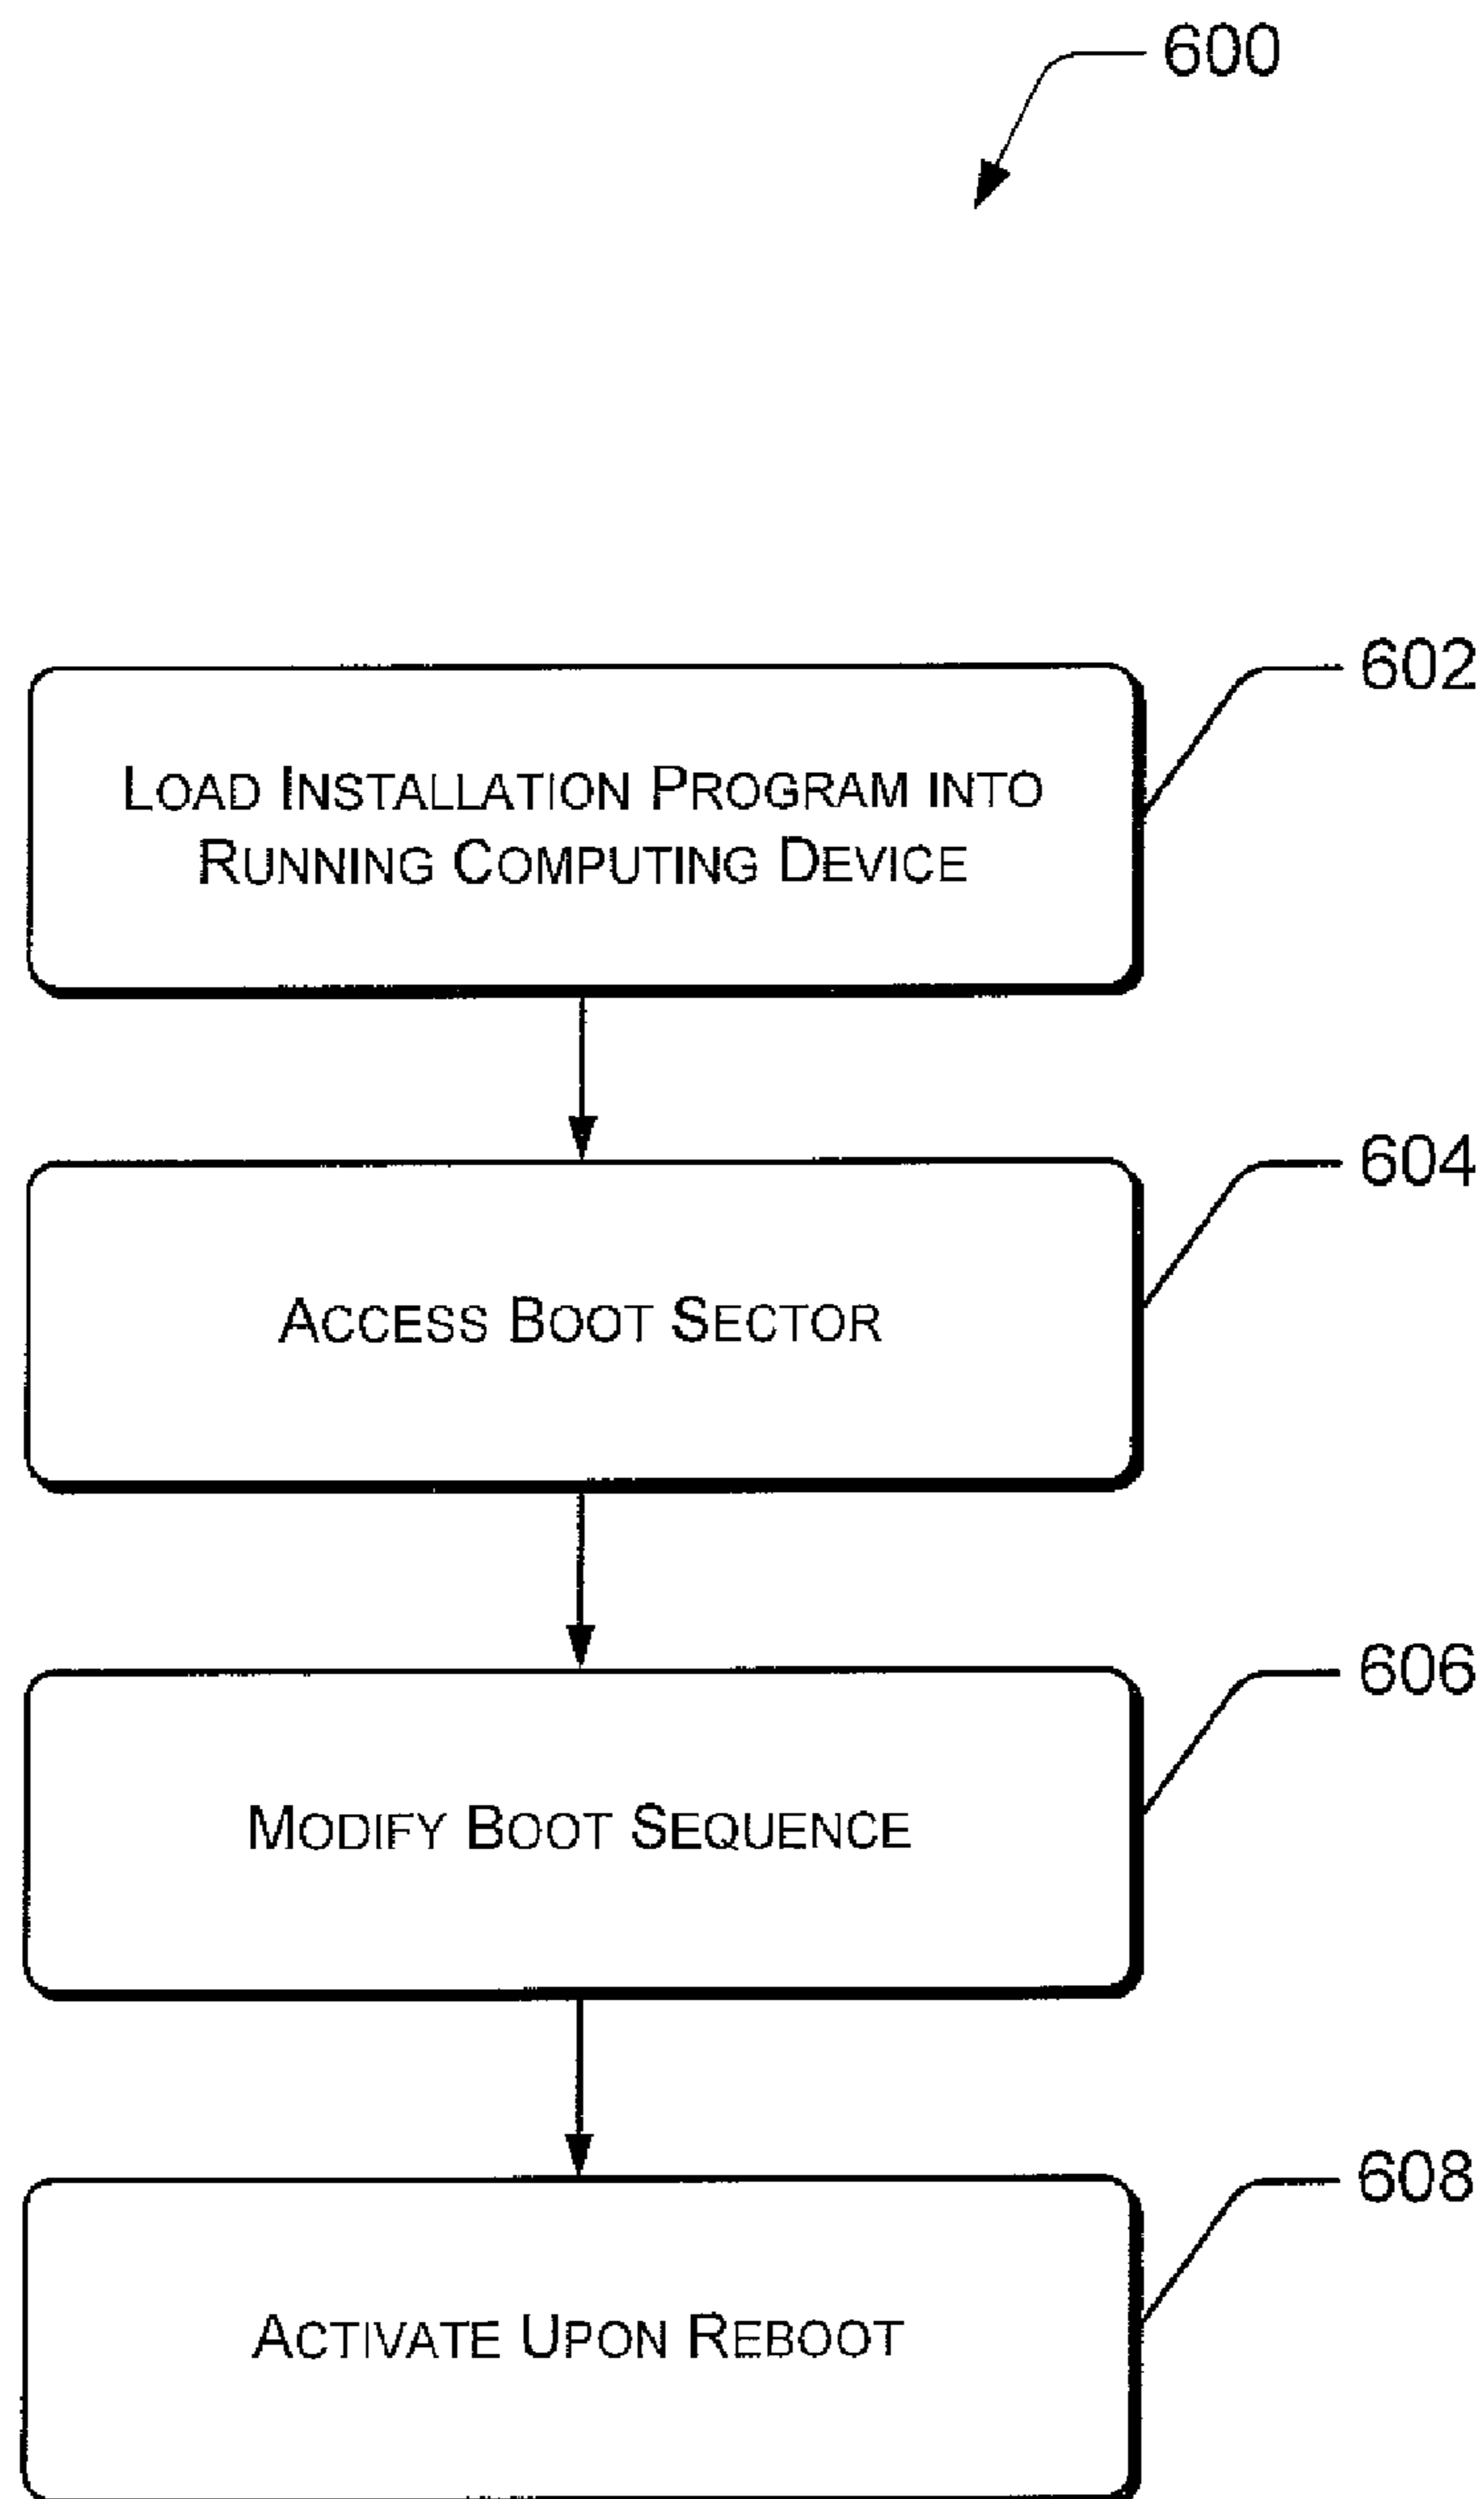 600
602
LOAD INSTALLATION PROGRAM INTO
RUNNING COMPUTING DEVICE
604
ACCESS BOOT SECTOR
606
MODIFY BOOT SEQUENCE
608
ACTIVATE UPON REBOOT